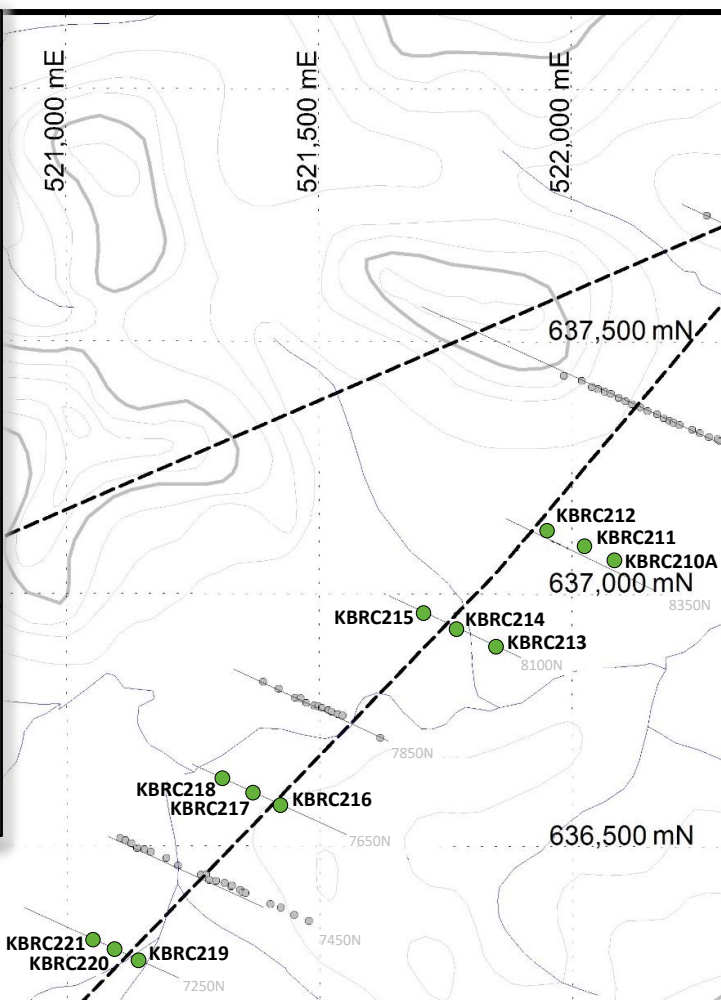 521,000 mE
521,500 mE
522,000 mE
637,500 mN
KBRC212
KBRC211
KBRC210A
637,000 mN
8350N
KBRC215
KBRC214
KBRC213
8100N
7850N
KBRC218
KBRC217
KBRC216
7650N
636,500 mN
7450N
KBRC221
KBRC220
KBRC219
7250N